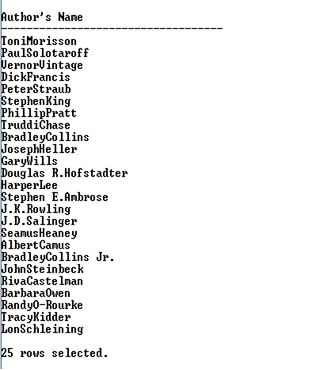 Author's Name
-----------------------------------
ToniMorisson
PaulSolotaroff
VernorVintage
DickFrancis
PeterStraub
StephenKing
PhillipPratt
TruddiChase
BradleyCollins
JosephHeller
GaryWills
Douglas R.Hofstadter
HarperLee
Stephen E.Ambrose
J.K.Rowling
J.D.Salinger
SeamusHeaney
AlbertCamus
BradleyCollins Jr.
JohnSteinbeck
RivaCastelman
BarbaraOwen
RandyO-Rourke
TracyKidder
LonSchleining
25 rows selected.